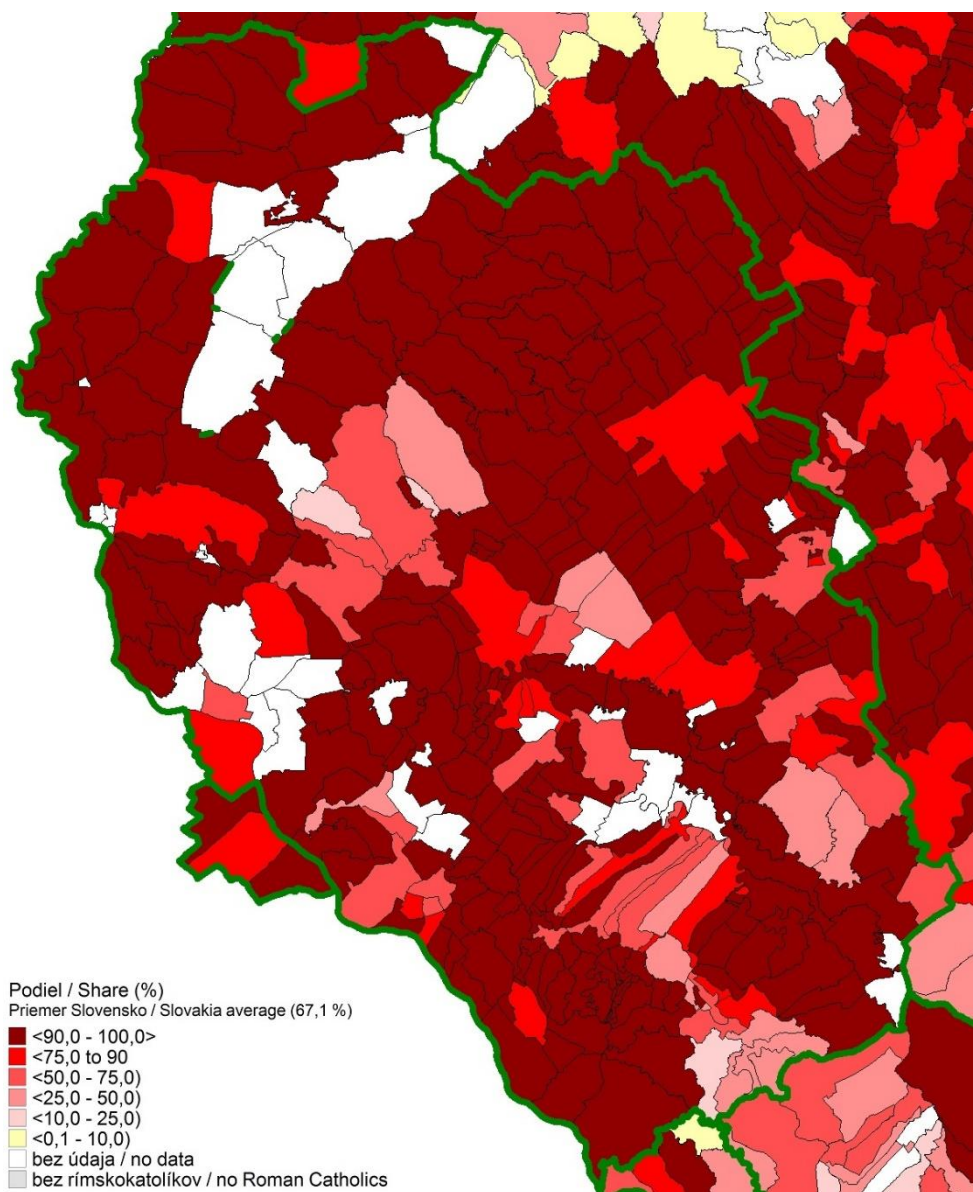 Podiel / Share (%)
Priemer Slovensko / Slovakia average (67,1 %)
<90,0 - 100,0>
<75,0 to 90
<50,0 - 75,0)
<25,0 - 50,0)
<10,0 - 25,0)
<0,1 - 10,0)
bez údaja / no data
bez rímskokatolíkov / no Roman Catholics